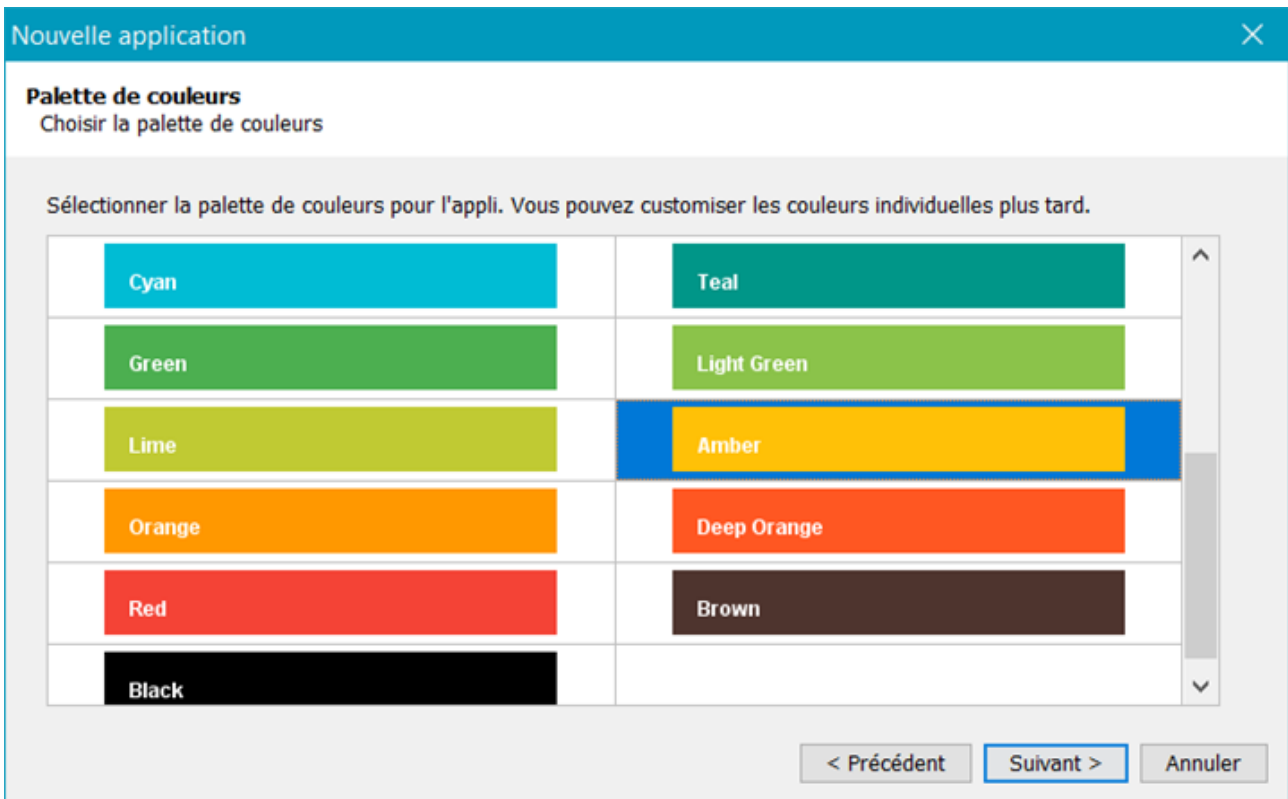 Nouvelle application
Palette de couleurs
Choisir la palette de couleurs
Sélectionner la palette de couleurs pour l'appli. Vous pouvez customiser les couleurs individuelles plus tard.
Cyan
Teal
Green
Light Green
Lime
Amber
Orange
Deep Orange
Red
Brown
Black
< Précédent
Suivant >
Annuler